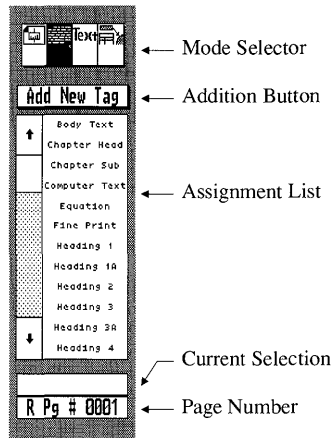 Text
Mode Selector
Add New Tag
Addition Button
Body Text
Chapter Head
Chapter Sub
Computer Text
Assignment List
Equation
Fine Print
Heading 1
Heading 1A
Heading 2
Heading 3
Heading 3A
Heading 4
Current Selection
R Pg # 0001
Page Number